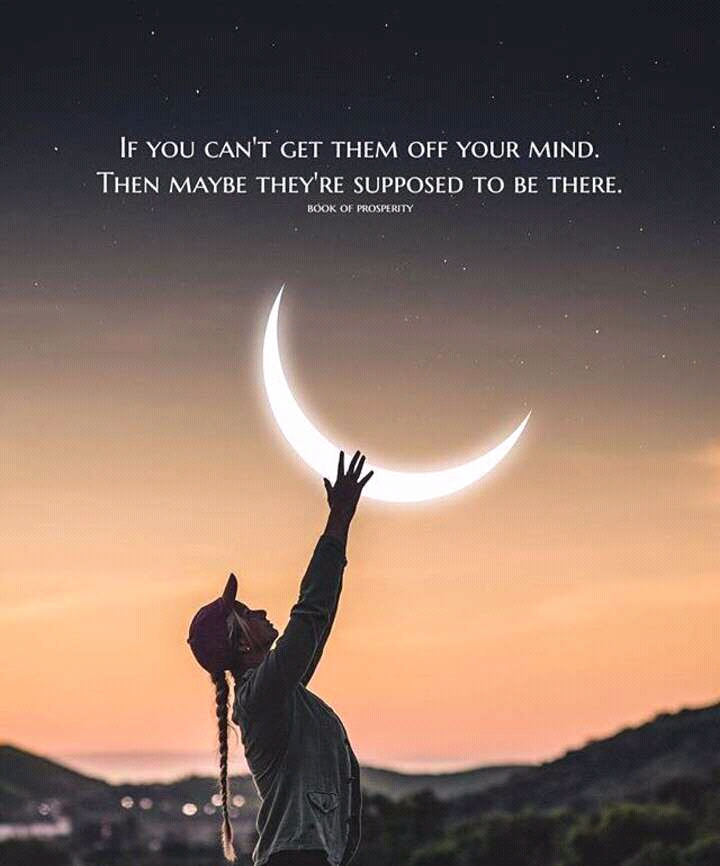 If you can't get them off your mind.
Then maybe they're supposed to be there.
book of prosperity